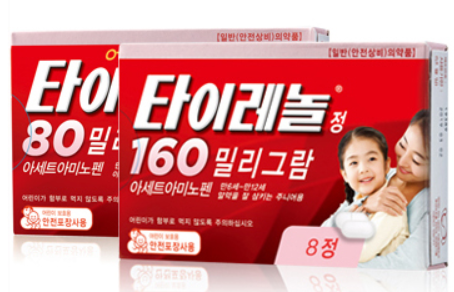 [일반(안전상비)의약품]
타이레놀
80 밀리그
아세트아미노펜
어린이가 함부로 먹지 않도록 주의
어린이 보호용
안전포장사용
[일반(안전상비)의약품]
타이레놀® 정
160 밀리그람
아세트아미노펜
만6세~만12세
알약을 잘 삼키는 주니어용
어린이가 함부로 먹지 않도록 주의하십시오
어린이 보호용
안전포장사용
8정